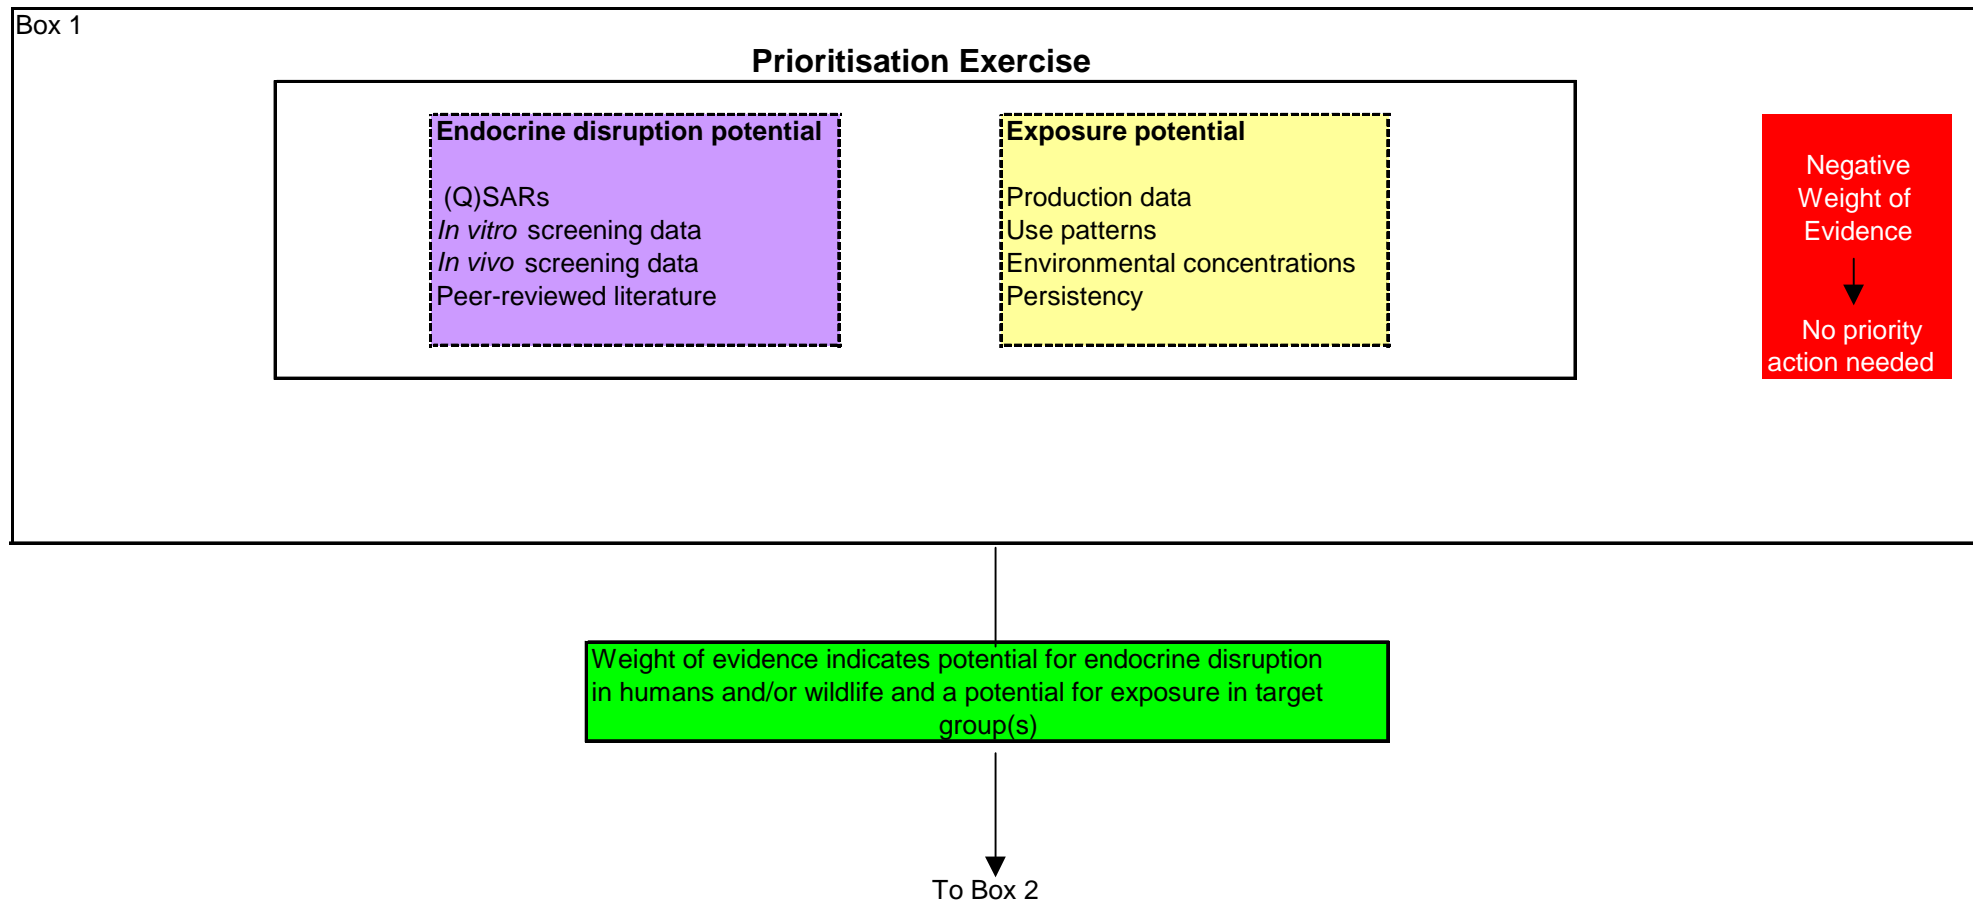 Box 1
Prioritisation Exercise
Endocrine disruption potential
(Q)SARs
In vitro screening data
In vivo screening data
Peer-reviewed literature
Exposure potential
Production data
Use patterns
Environmental concentrations
Persistency
Negative
Weight of
Evidence
No priority
action needed
Weight of evidence indicates potential for endocrine disruption
in humans and/or wildlife and a potential for exposure in target
group(s)
To Box 2